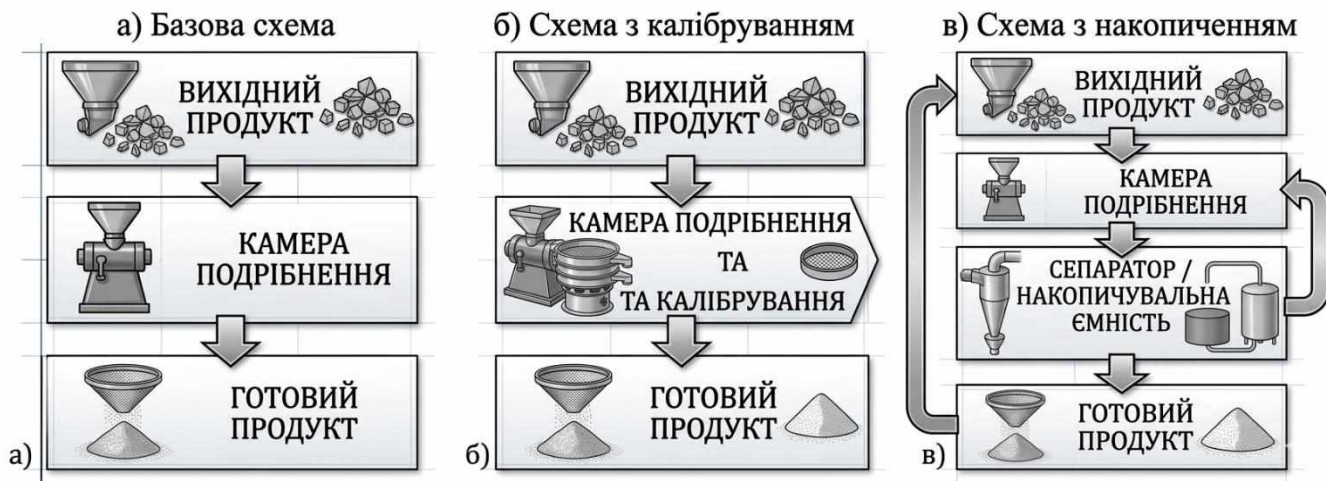 а) Базова схема
ВИХІДНИЙ
ПРОДУКТ
КАМЕРА
ПОДРІБНЕННЯ
ГОТОВИЙ
ПРОДУКТ
а)
б) Схема з калібруванням
ВИХІДНИЙ
ПРОДУКТ
КАМЕРА ПОДРІБНЕННЯ
ТА
ТА КАЛІБРУВАННЯ
ГОТОВИЙ
ПРОДУКТ
б)
в) Схема з накопиченням
ВИХІДНИЙ
ПРОДУКТ
КАМЕРА
ПОДРІБНЕННЯ
СЕПАРАТОР /
НАКОПИЧУВАЛЬНА
ЄМНІСТЬ
ГОТОВИЙ
ПРОДУКТ
в)